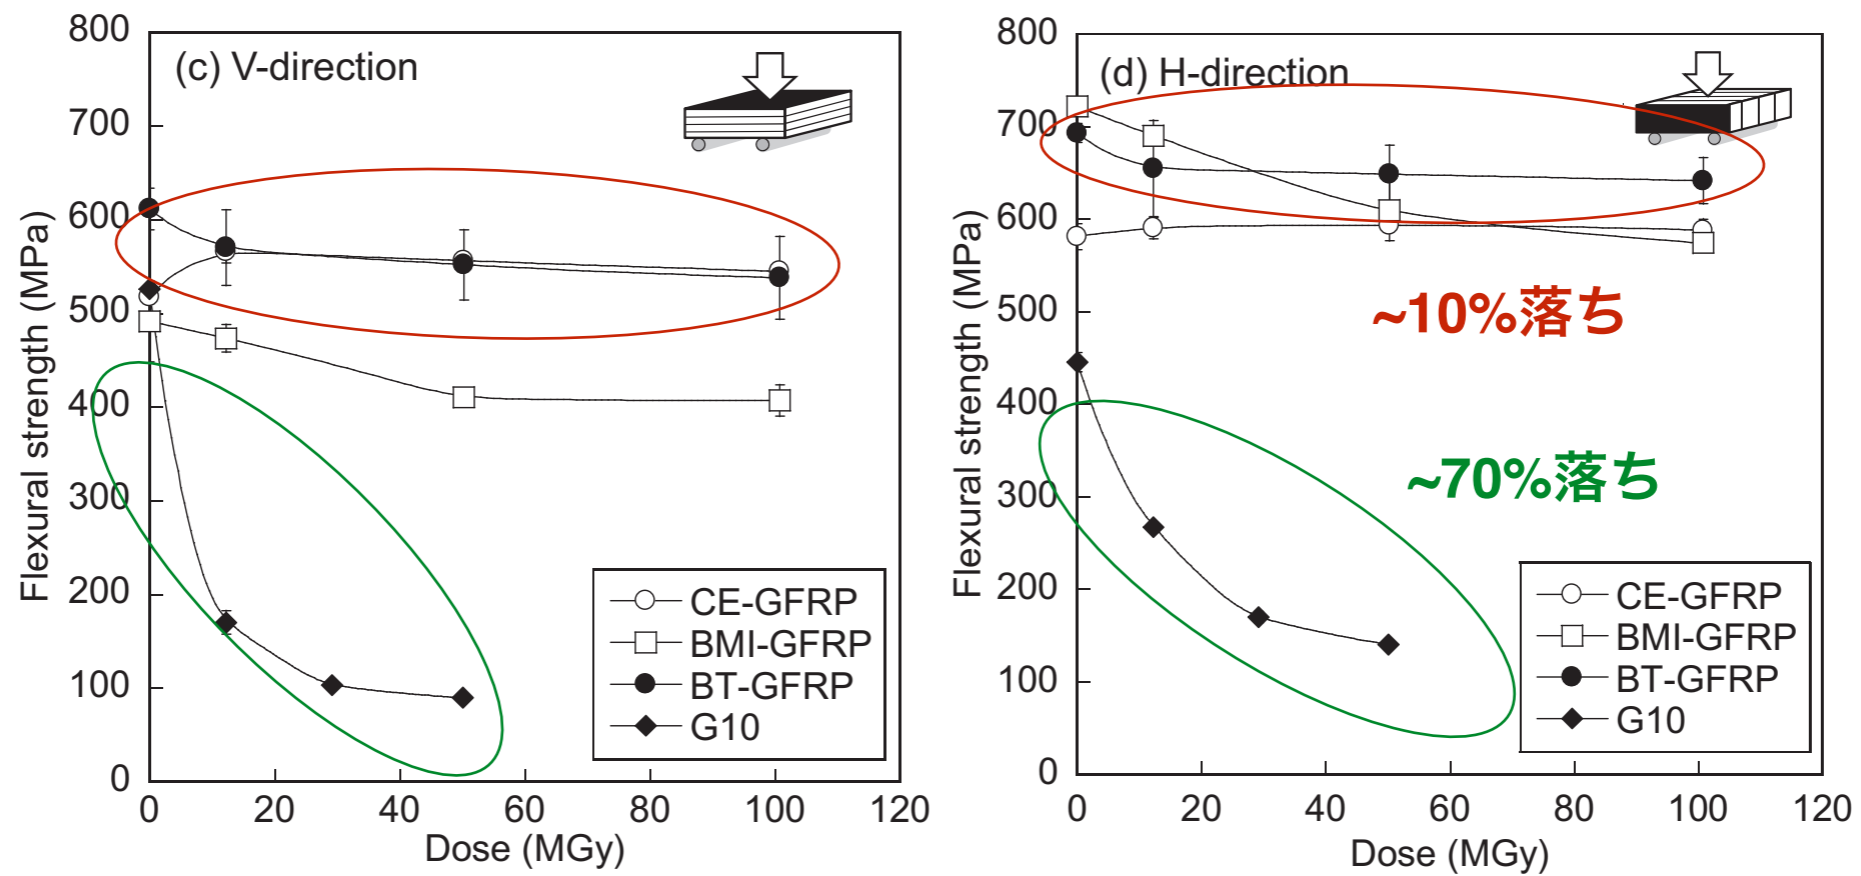 (c) V-direction
800
700
600
500
400
300
200
100
0
Flexural strength (MPa)
CE-GFRP
BMI-GFRP
BT-GFRP
G10
0 20 40 60 80 100 120
Dose (MGy)
(d) H-direction
800
700
600
500
400
300
200
100
0
Flexural strength (MPa)
~10%落ち
~70%落ち
CE-GFRP
BMI-GFRP
BT-GFRP
G10
0 20 40 60 80 100 120
Dose (MGy)